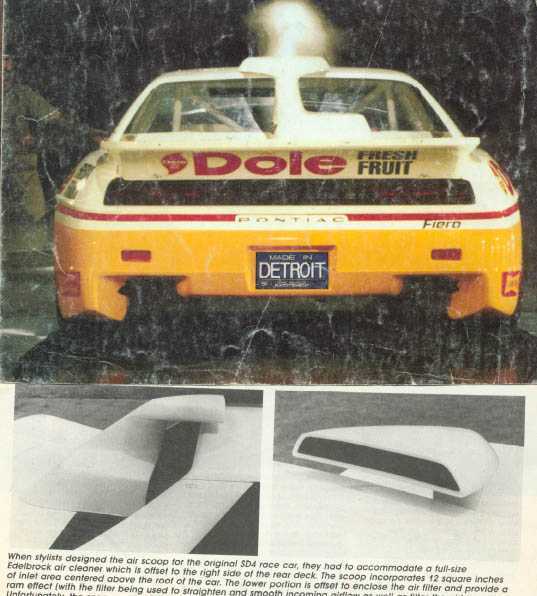 Dole FRESH
FRUIT
PONTIAC
Fiero
MADE IN
DETROIT
When stylists designed the air scoop for the original SD4 race car, they had to accommodate a full-size
Edelbrock air cleaner which is offset to the right side of the rear deck. The scoop incorporates 12 square inches
of inlet area centered above the roof of the car. The lower portion is offset to enclose the air filter and provide a
ram effect (with the filter being used to straighten and smooth incoming airflow as well as filter
Unfortunately, the